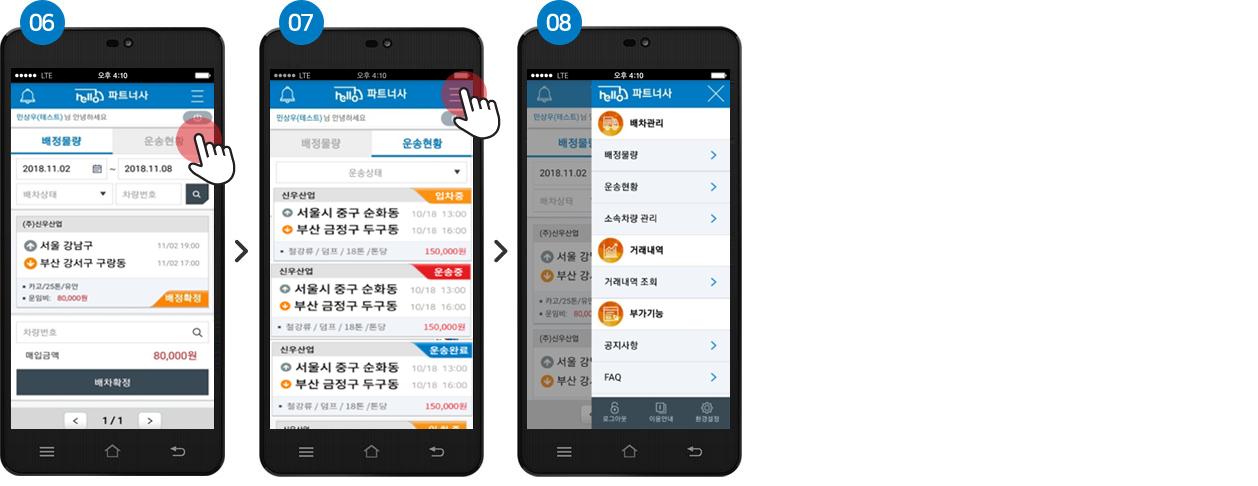 06
LTE 오후 4:10
hello 파트너사
민상우(테스트)님 안녕하세요
배정물량 운송현황
2018.11.02 ~ 2018.11.08
배차상태 차량번호
(주)신우산업
서울 강남구 11/02 19:00
부산 강서구 구랑동 11/02 17:00
• 카고/25톤/유안
• 운임비: 80,000원 배정확정
차량번호
매입금액 80,000원
배차확정
< 1 / 1 >
07
LTE 오후 4:10
hello 파트너사
민상우(테스트)님 안녕하세요
배정물량 운송현황
운송상태
신우산업 입차중
서울시 중구 순화동 10/18 13:00
부산 금정구 두구동 10/18 16:00
• 철강류 / 덤프 / 18톤 /톤당 150,000원
신우산업 운송중
서울시 중구 순화동 10/18 13:00
부산 금정구 두구동 10/18 16:00
• 철강류 / 덤프 / 18톤 /톤당 150,000원
신우산업 운송완료
서울시 중구 순화동 10/18 13:00
부산 금정구 두구동 10/18 16:00
• 철강류 / 덤프 / 18톤 /톤당 150,000원
08
LTE 오후 4:10
hello 파트너사
민상우(테스트)님
배정물량
2018.11.02
배차상태
(주)신우산업
서울 강
부산 강
• 카고/25톤/유
• 운임비: 80,0
(주)신우산업
서울 강
부산 강
배차관리
배정물량
운송현황
소속차량 관리
거래내역
거래내역 조회
부가기능
공지사항
FAQ
로그아웃 이용안내 환경설정